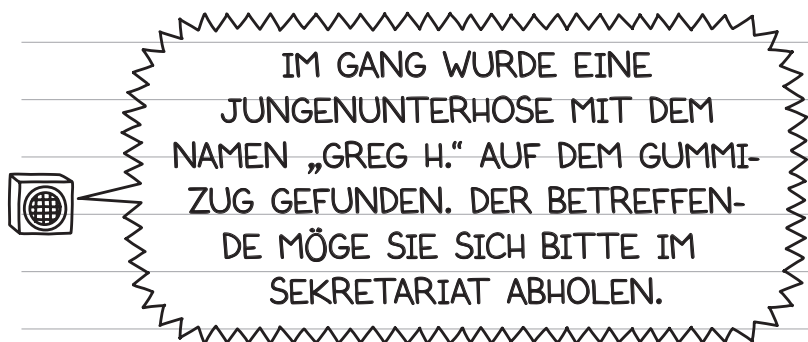 IM GANG WURDE EINE
JUNGENUNTERHOSE MIT DEM
NAMEN „GREG H.“ AUF DEM GUMMI-
ZUG GEFUNDEN. DER BETREFFEN-
DE MÖGE SIE SICH BITTE IM
SEKRETARIAT ABHOLEN.